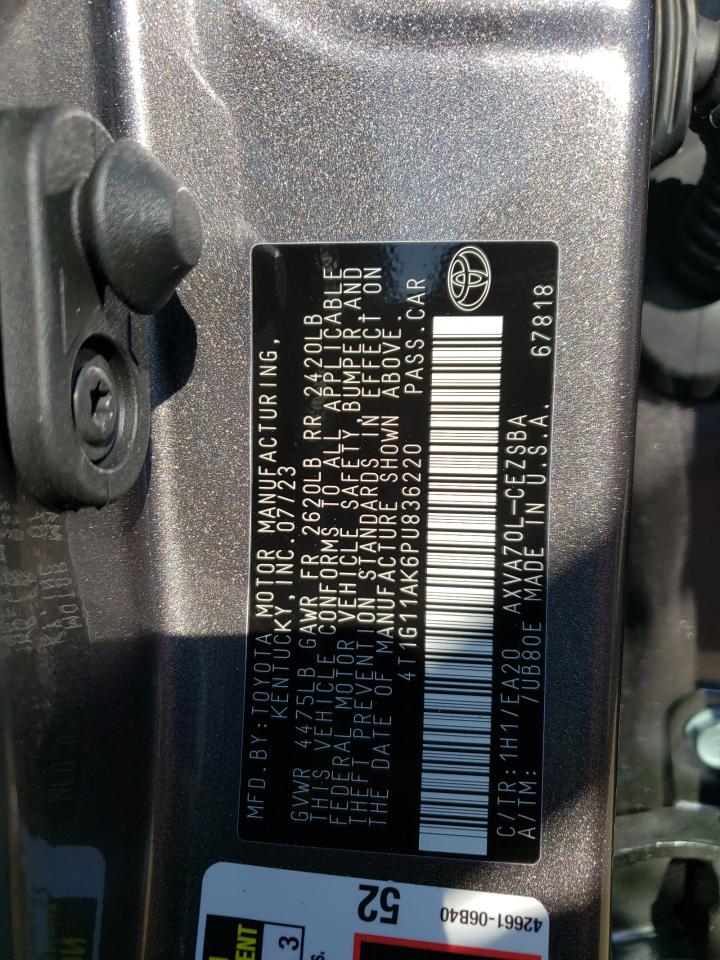 MFD. BY: TOYOTA MOTOR MANUFACTURING,
KENTUCKY, INC. 07/23
GVWR 4475LB GAWR FR 2620LB RR 2420LB
THIS VEHICLE CONFORMS TO ALL APPLICABLE
FEDERAL MOTOR VEHICLE SAFETY, BUMPER AND
THEFT PREVENTION STANDARDS IN EFFECT ON
THE DATE OF MANUFACTURE SHOWN ABOVE.
4T1G11AK6PU836220 PASS. CAR
C/TR: 1H1/EA20 AXVA70L-CEZSBA
A/TM: /UB80E MADE IN U.S.A. 67818
52
42661-06B40
3